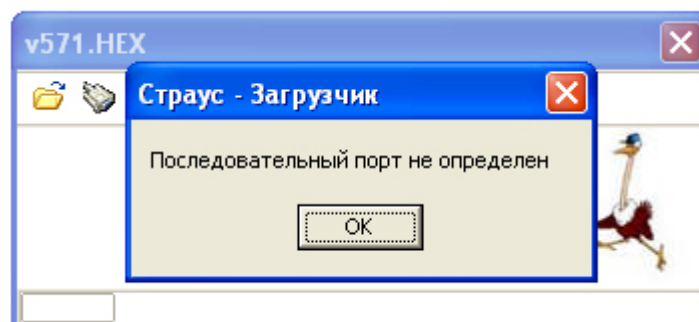 v571.HEX
Страус - Загрузчик
Последовательный порт не определен
OK